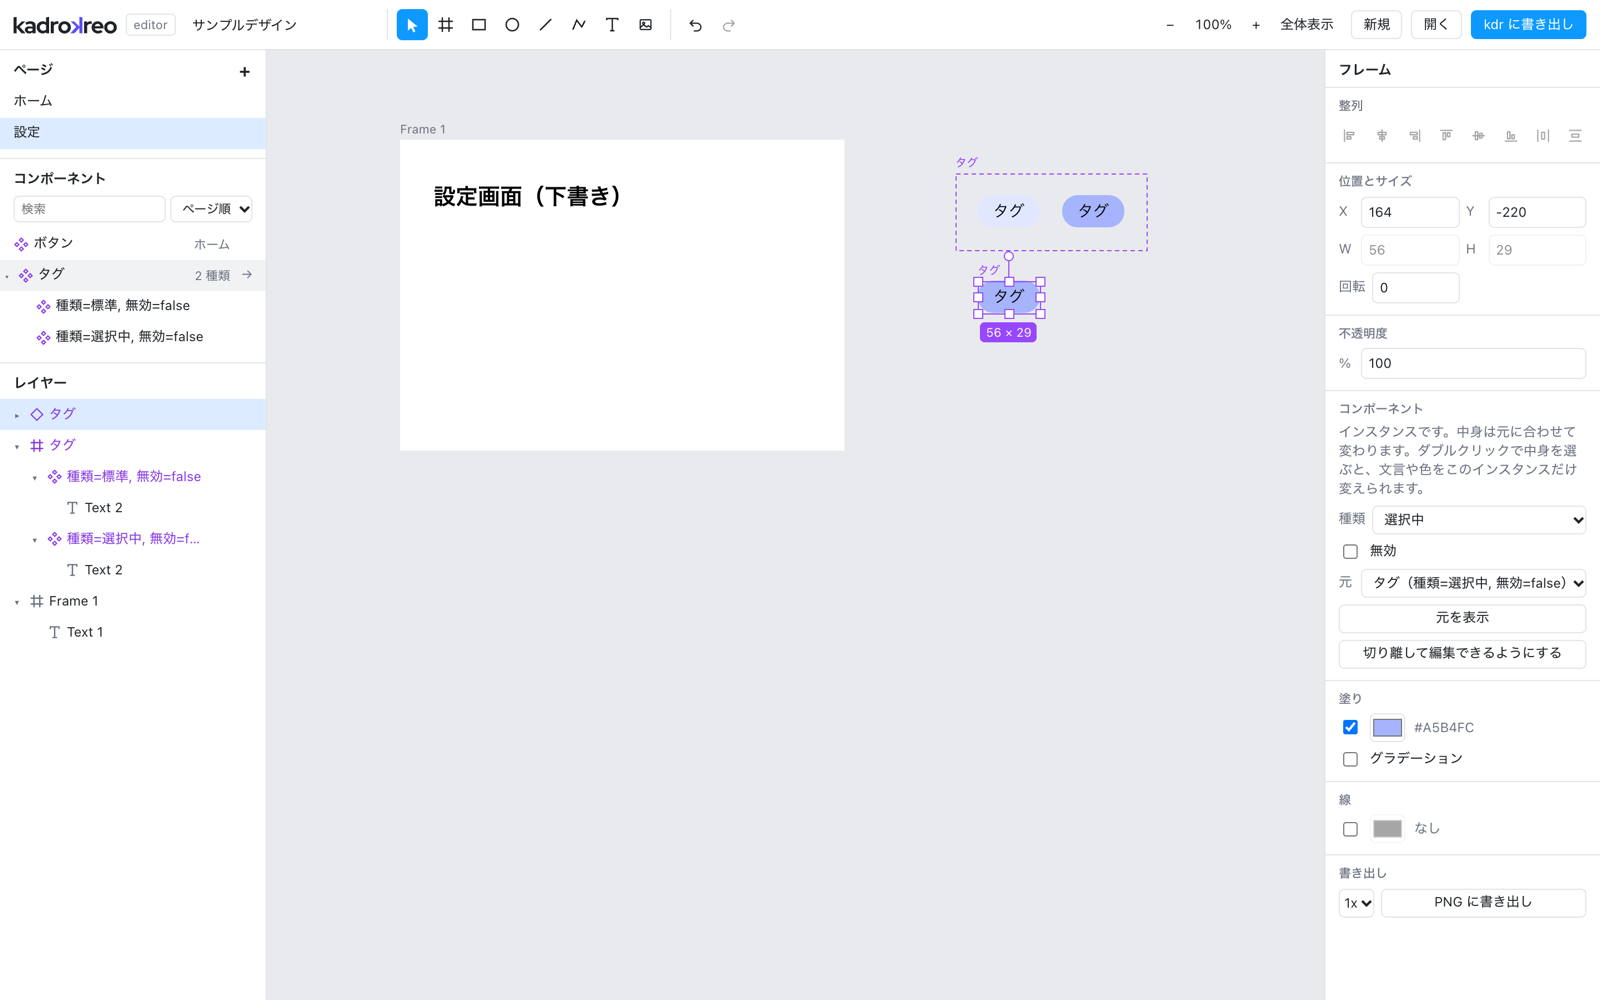 kadrokreo
editor
サンプルデザイン
− 100% + 全体表示
新規
開く
kdr に書き出し
ページ
+
ホーム
設定
コンポーネント
検索
ページ順
ボタン ホーム
タグ 2 種類 →
種類=標準, 無効=false
種類=選択中, 無効=false
レイヤー
タグ
タグ
種類=標準, 無効=false
Text 2
種類=選択中, 無効=f...
Text 2
Frame 1
Text 1
Frame 1
設定画面（下書き）
タグ
タグ
タグ
タグ
タグ
56 × 29
フレーム
整列
位置とサイズ
X 164 Y -220
W 56 H 29
回転 0
不透明度
% 100
コンポーネント
インスタンスです。中身は元に合わせて
変わります。ダブルクリックで中身を選
ぶと、文言や色をこのインスタンスだけ
変えられます。
種類 選択中
無効
元 タグ（種類=選択中, 無効=false）
元を表示
切り離して編集できるようにする
塗り
#A5B4FC
グラデーション
線
なし
書き出し
1x
PNG に書き出し